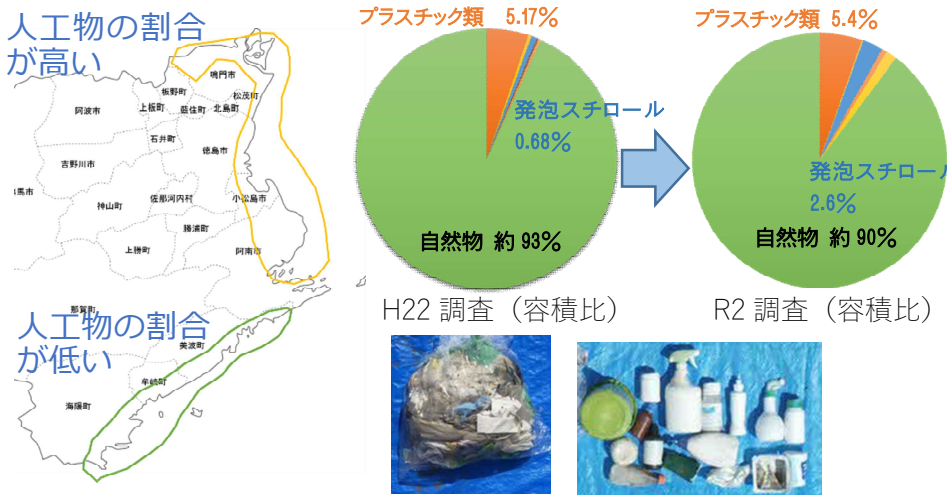 人工物の割合
が高い
鳴門市
板野町
松茂町
上板町
藍住町
北島町
阿波市
石井町
徳島市
吉野川市
馬市
神山町
佐那河内村
小松島市
勝浦町
上勝町
阿南市
那賀町
人工物の割合
が低い
美波町
牟岐町
海陽町
プラスチック類 5.17%
発泡スチロール
0.68%
自然物 約 93%
H22 調査（容積比）
プラスチック類 5.4%
発泡スチロール
2.6%
自然物 約 90%
R2 調査（容積比）